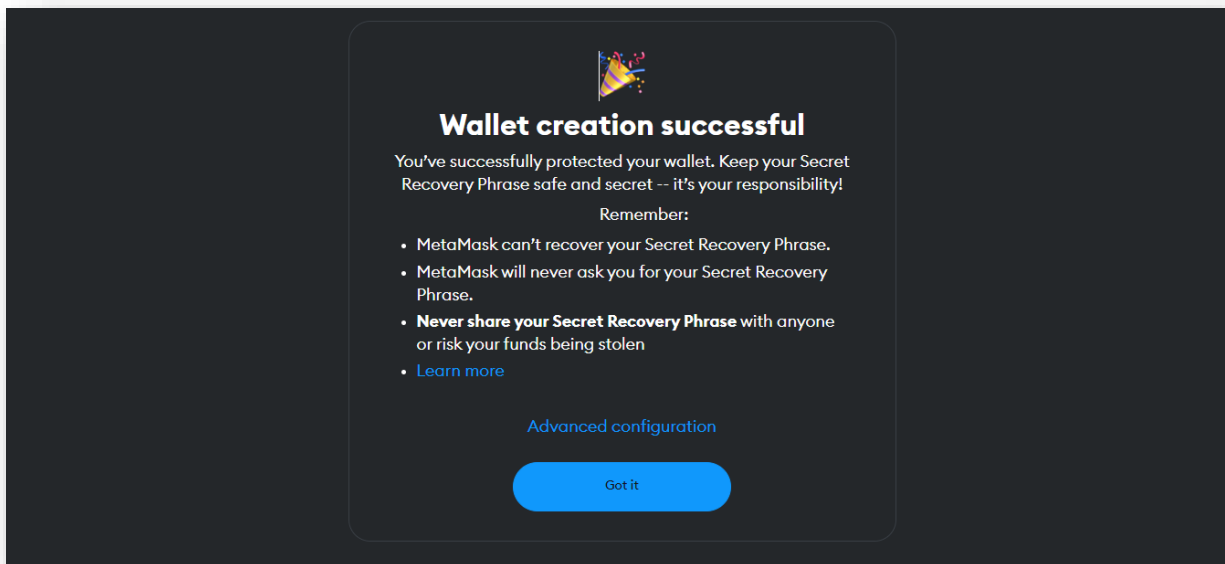 Wallet creation successful
You’ve successfully protected your wallet. Keep your Secret
Recovery Phrase safe and secret -- it’s your responsibility!
Remember:
• MetaMask can’t recover your Secret Recovery Phrase.
• MetaMask will never ask you for your Secret Recovery
Phrase.
• Never share your Secret Recovery Phrase with anyone
or risk your funds being stolen
• Learn more
Advanced configuration
Got it